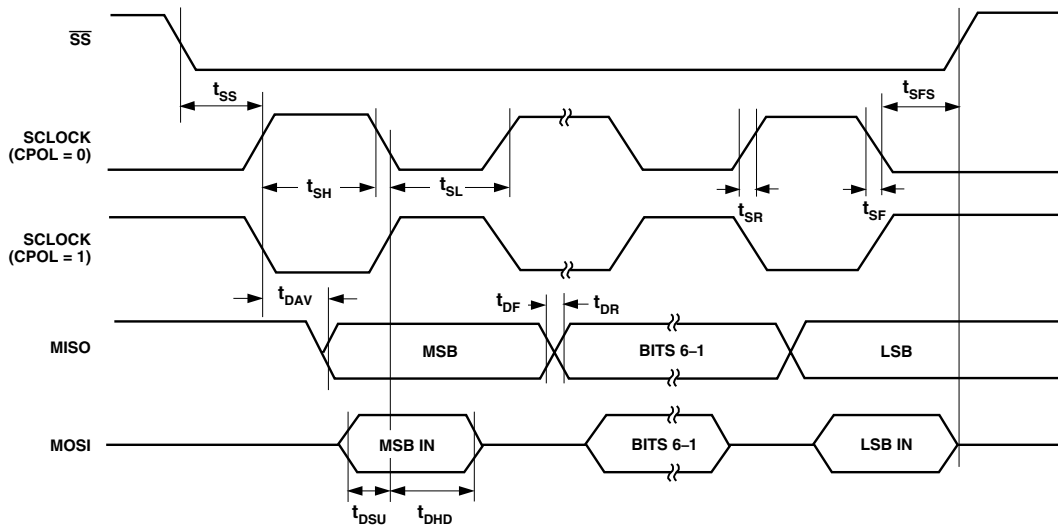 SS
tSS
tSFS
SCLOCK
(CPOL = 0)
tSH
tSL
tSR
tSF
SCLOCK
(CPOL = 1)
tDAV
tDF
tDR
MISO
MSB
BITS 6–1
LSB
MOSI
MSB IN
BITS 6–1
LSB IN
tDSU
tDHD